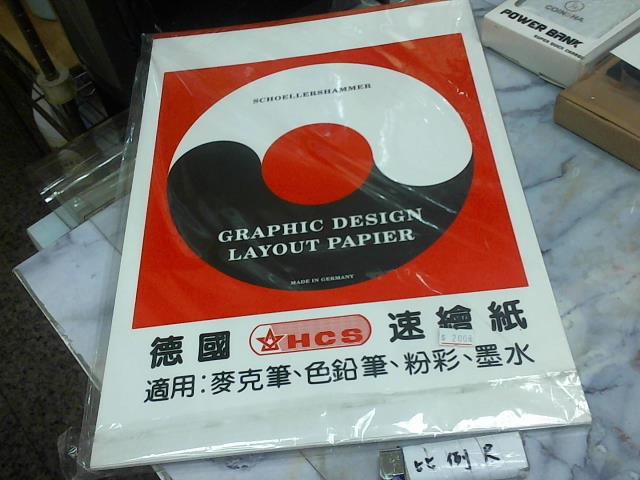 POWER BANK
SCHOELLERSHAMMER
GRAPHIC DESIGN
LAYOUT PAPIER
MADE IN GERMANY
德國 HCS 速繪紙
適用:麥克筆、色鉛筆、粉彩、墨水
比例尺